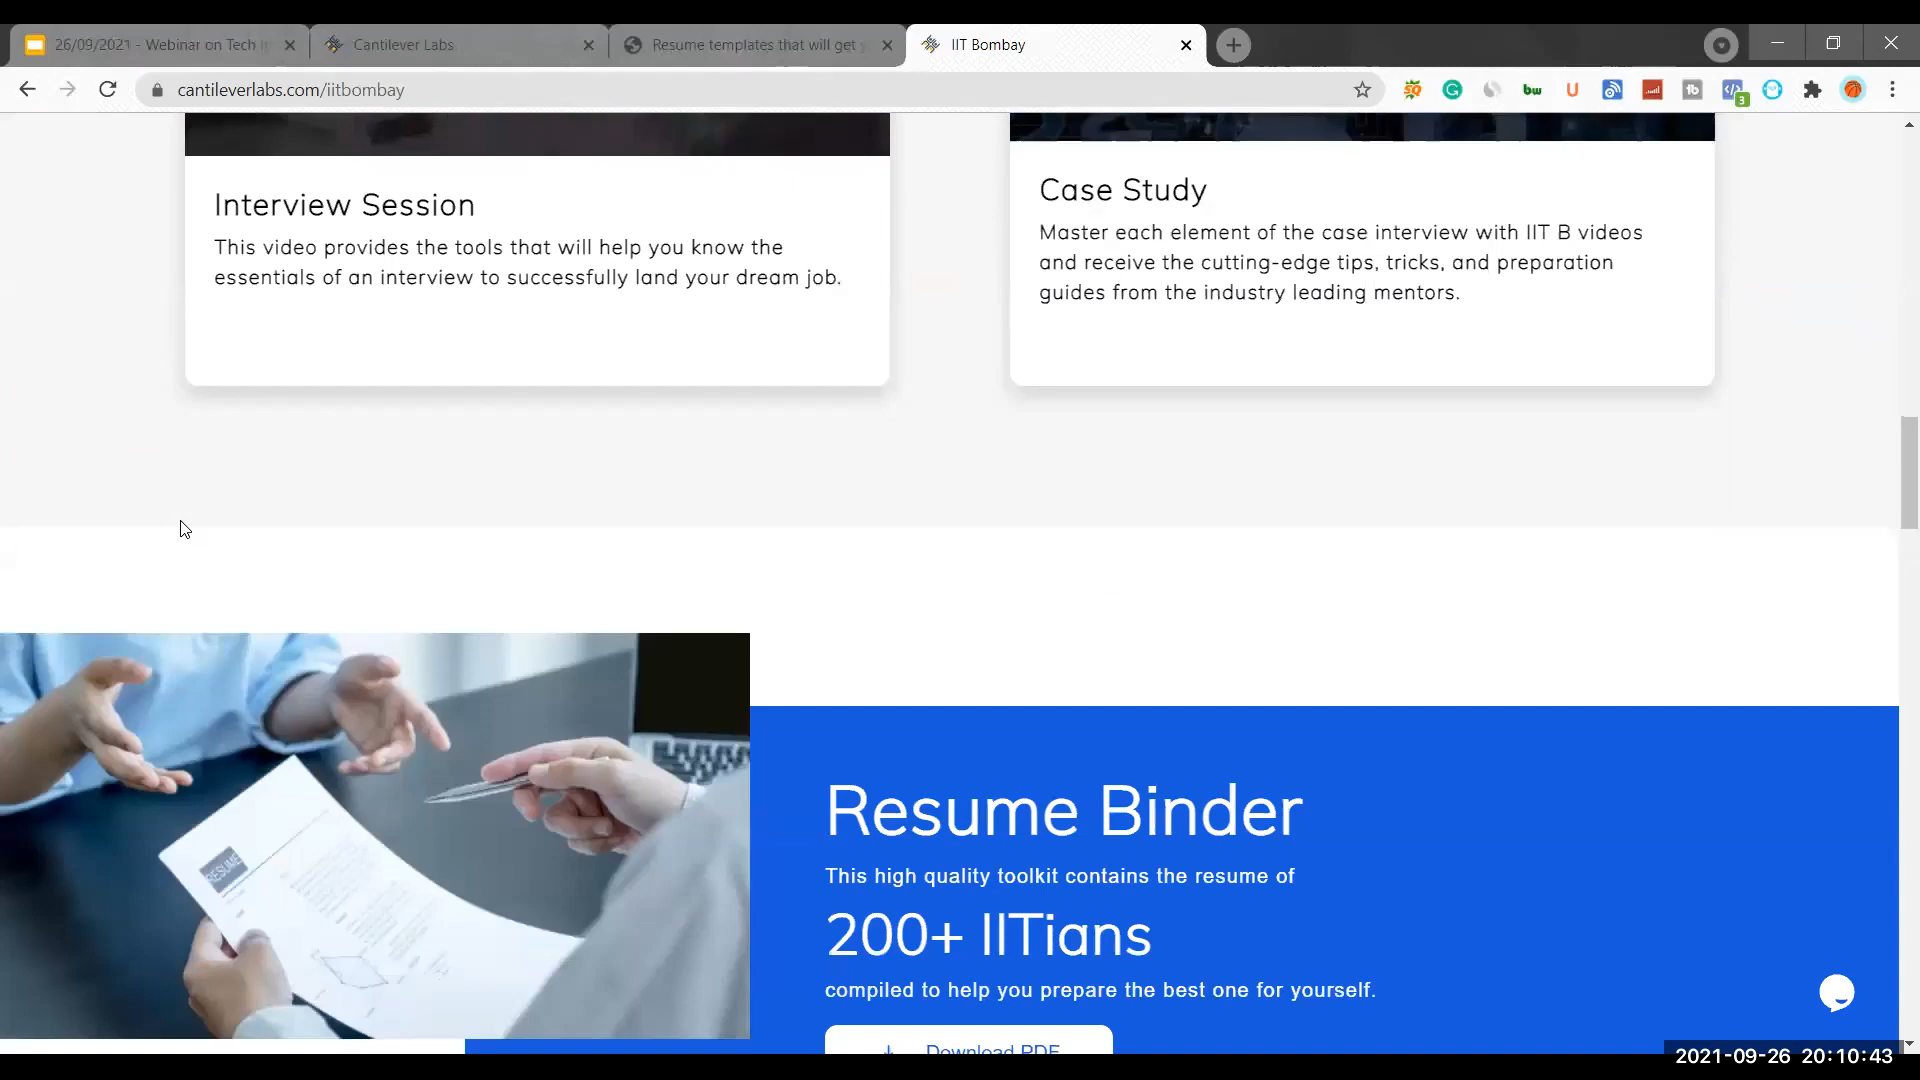 26/09/2021 - Webinar on Tech
Cantilever Labs
Resume templates that will get
IIT Bombay
cantileverlabs.com/iitbombay
Interview Session
This video provides the tools that will help you know the
essentials of an interview to successfully land your dream job.
Case Study
Master each element of the case interview with IIT B videos
and receive the cutting-edge tips, tricks, and preparation
guides from the industry leading mentors.
RESUME
Resume Binder
This high quality toolkit contains the resume of
200+ IITians
compiled to help you prepare the best one for yourself.
Download PDF
2021-09-26 20:10:43